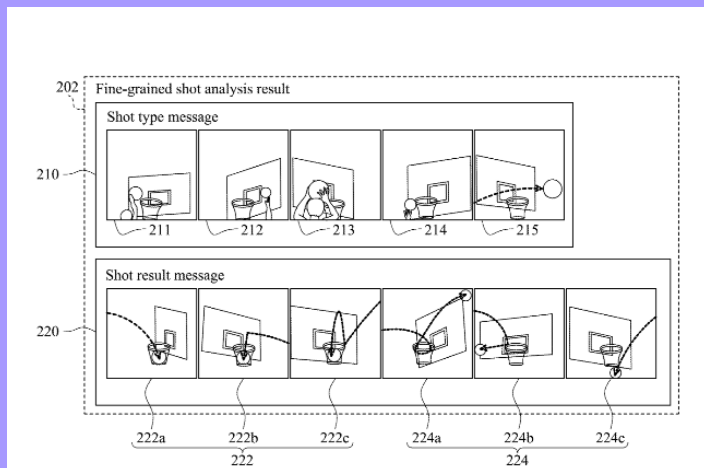 202
Fine-grained shot analysis result
Shot type message
210
211 212 213 214 215
Shot result message
220
222a 222b 222c 224a 224b 224c
222 224